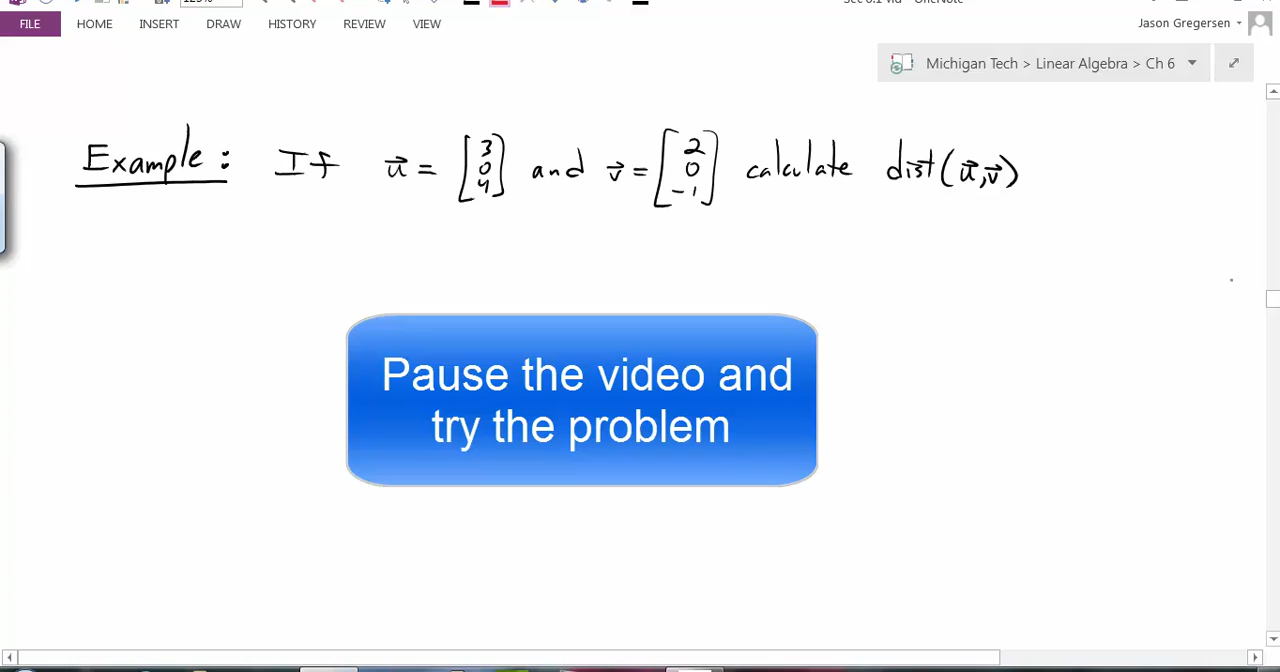 FILE HOME INSERT DRAW HISTORY REVIEW VIEW
Jason Gregersen
Michigan Tech > Linear Algebra > Ch 6
Example: If u⃗ = [3 0 4] and v⃗ = [2 0 -1] calculate dist(u⃗,v⃗)
Pause the video and
try the problem